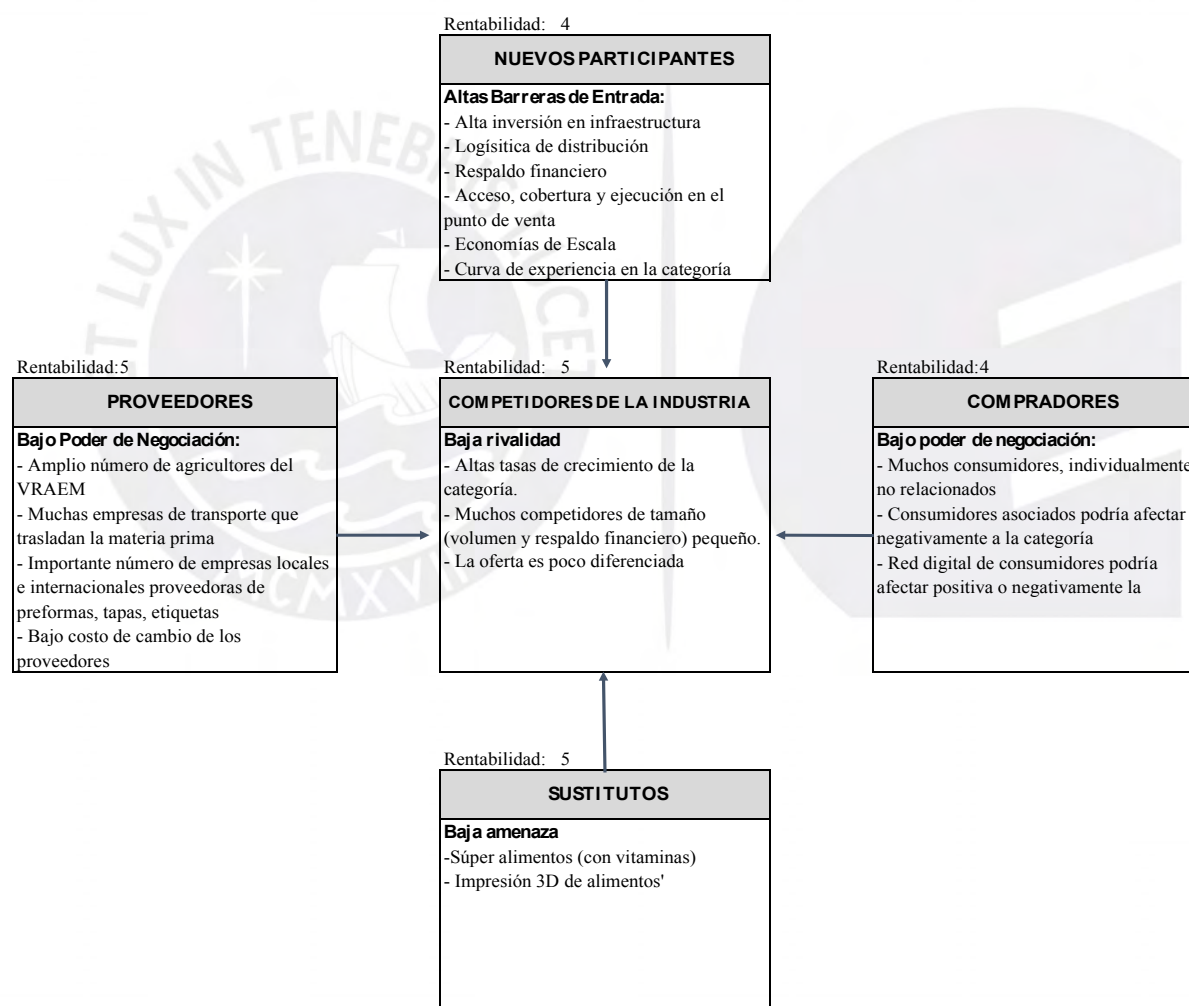 Rentabilidad: 4
NUEVOS PARTICIPANTES
Altas Barreras de Entrada:
- Alta inversión en infraestructura
- Logísitica de distribución
- Respaldo financiero
- Acceso, cobertura y ejecución en el
punto de venta
- Economías de Escala
- Curva de experiencia en la categoría
Rentabilidad:5
PROVEEDORES
Bajo Poder de Negociación:
- Amplio número de agricultores del
VRAEM
- Muchas empresas de transporte que
trasladan la materia prima
- Importante número de empresas locales
e internacionales proveedoras de
preformas, tapas, etiquetas
- Bajo costo de cambio de los
proveedores
Rentabilidad: 5
COMPETIDORES DE LA INDUSTRIA
Baja rivalidad
- Altas tasas de crecimiento de la
categoría.
- Muchos competidores de tamaño
(volumen y respaldo financiero) pequeño.
- La oferta es poco diferenciada
Rentabilidad:4
COMPRADORES
Bajo poder de negociación:
- Muchos consumidores, individualmente
no relacionados
- Consumidores asociados podría afectar
negativamente a la categoría
- Red digital de consumidores podría
afectar positiva o negativamente la
Rentabilidad: 5
SUSTITUTOS
Baja amenaza
-Súper alimentos (con vitaminas)
- Impresión 3D de alimentos'
ET LUX IN TENEBRIS LUCET
MCMXVII